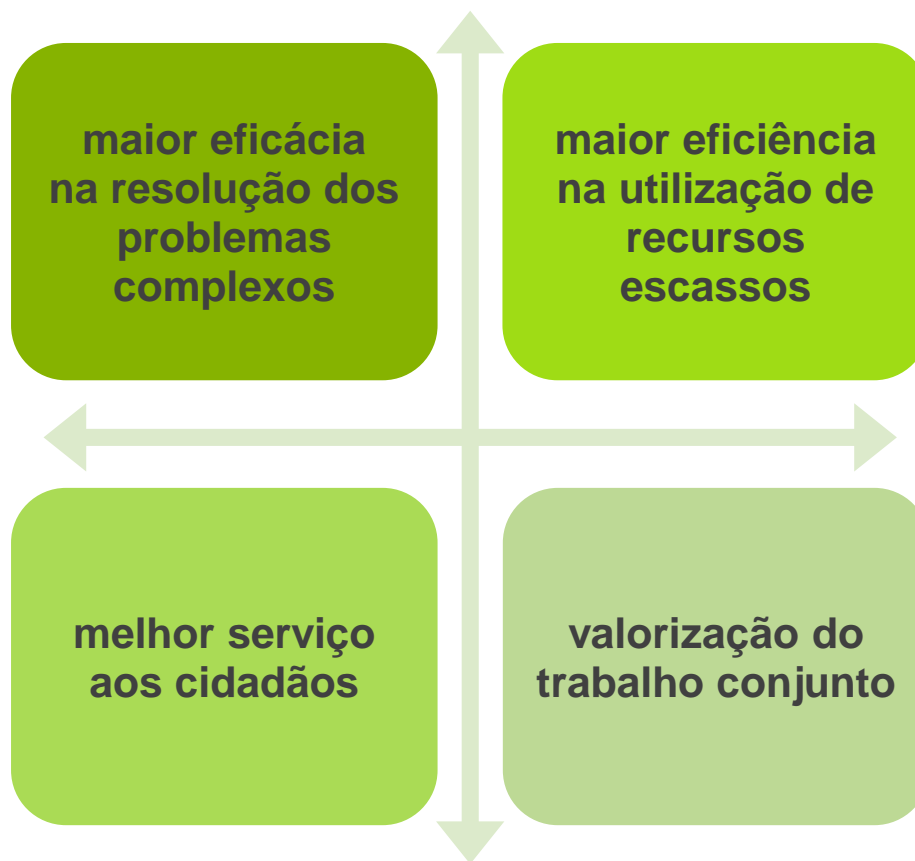 maior eficácia
na resolução dos
problemas
complexos
maior eficiência
na utilização de
recursos
escassos
melhor serviço
aos cidadãos
valorização do
trabalho conjunto